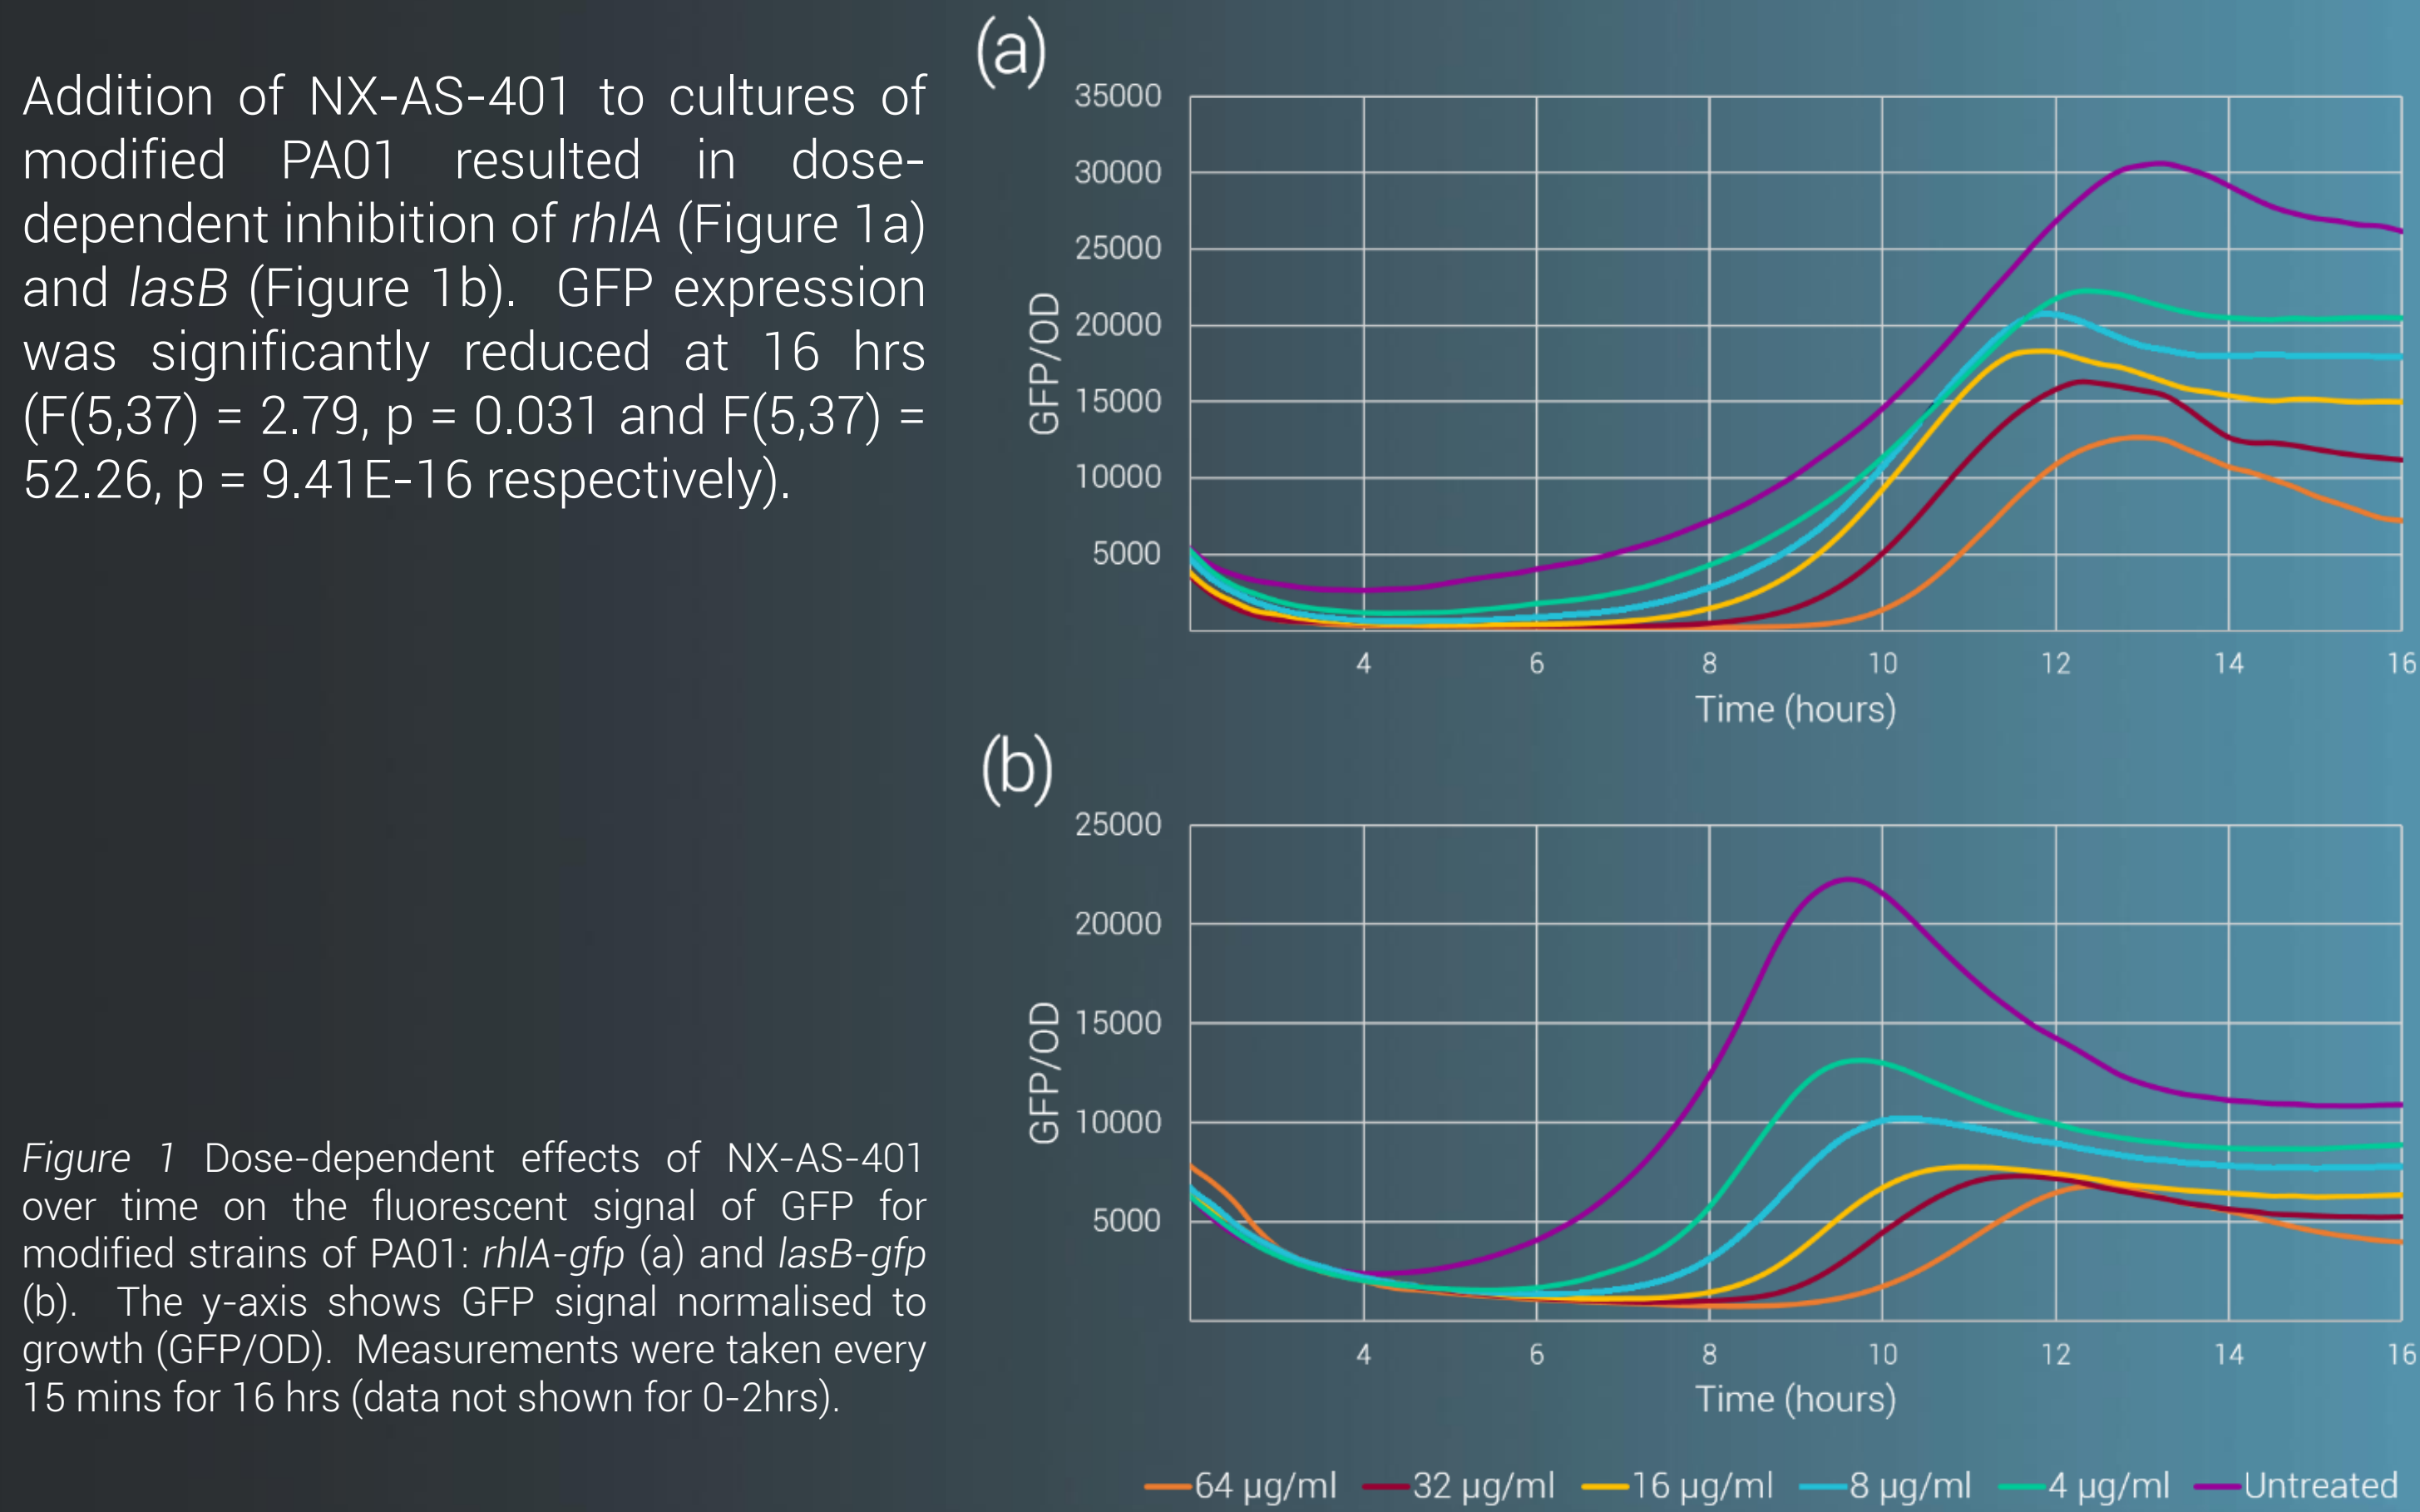 Addition of NX-AS-401 to cultures of
modified PA01 resulted in dose-
dependent inhibition of rhlA (Figure 1a)
and lasB (Figure 1b). GFP expression
was significantly reduced at 16 hrs
(F(5,37) = 2.79, p = 0.031 and F(5,37) =
52.26, p = 9.41E-16 respectively).
Figure 1 Dose-dependent effects of NX-AS-401
over time on the fluorescent signal of GFP for
modified strains of PA01: rhlA-gfp (a) and lasB-gfp
(b). The y-axis shows GFP signal normalised to
growth (GFP/OD). Measurements were taken every
15 mins for 16 hrs (data not shown for 0-2hrs).
(a)
35000
30000
25000
20000
15000
10000
5000
GFP/OD
4 6 8 10 12 14 16
Time (hours)
(b)
25000
20000
15000
10000
5000
GFP/OD
4 6 8 10 12 14 16
Time (hours)
64 µg/ml 32 µg/ml 16 µg/ml 8 µg/ml 4 µg/ml Untreated